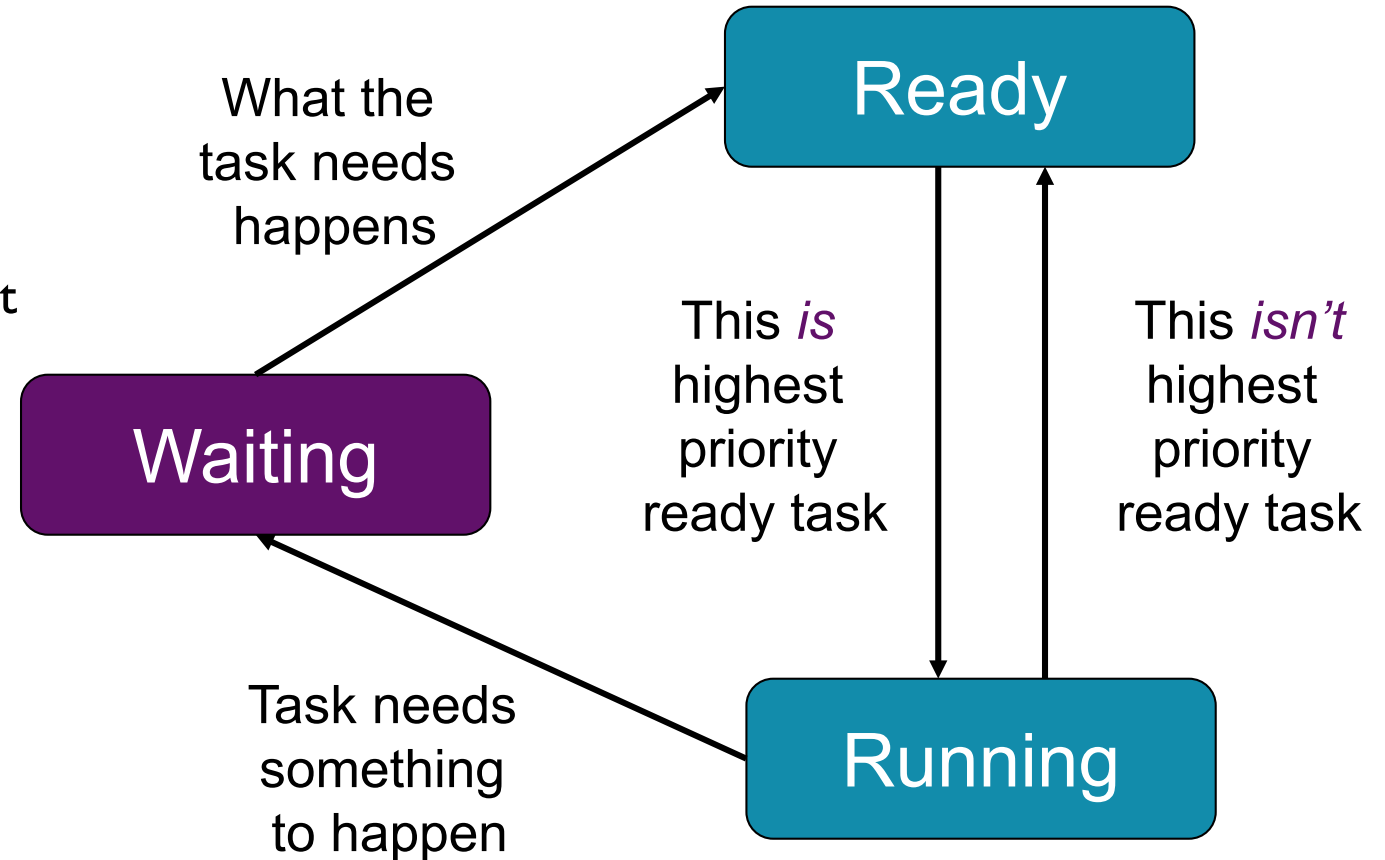 Ready
What the
task needs
happens
t
This is
highest
priority
ready task
This isn’t
highest
priority
ready task
Waiting
Task needs
something
to happen
Running